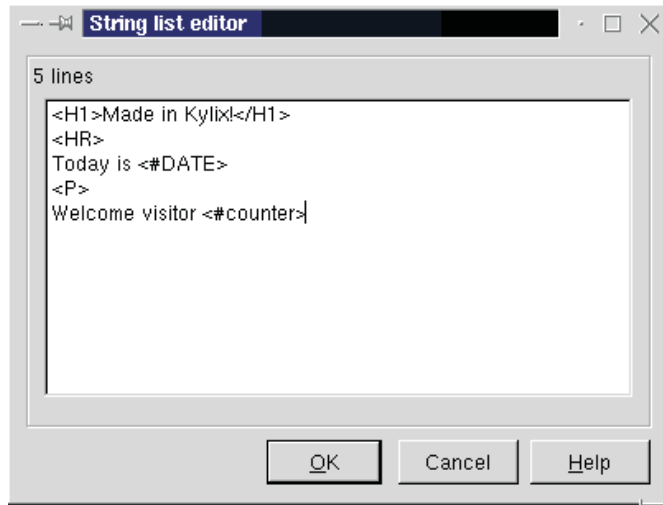 String list editor
5 lines
<H1>Made in Kylix!</H1>
<HR>
Today is <#DATE>
<P>
Welcome visitor <#counter>
OK
Cancel
Help